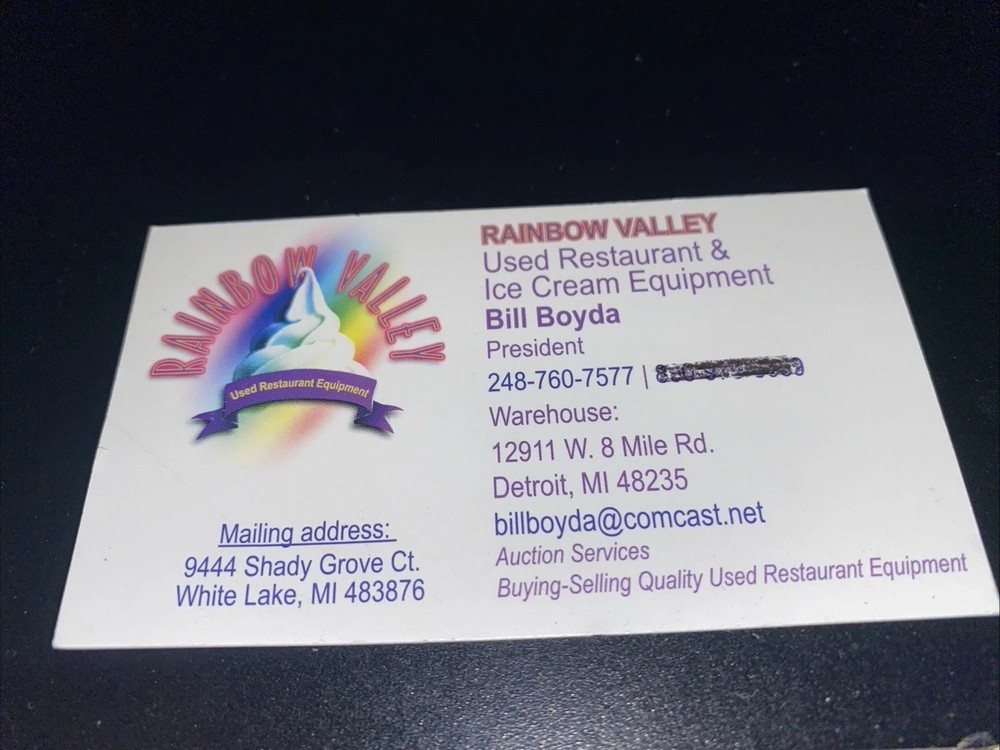 RAINBOW VALLEY
Used Restaurant Equipment
Mailing address:
9444 Shady Grove Ct.
White Lake, MI 483876
RAINBOW VALLEY
Used Restaurant &
Ice Cream Equipment
Bill Boyda
President
248-760-7577 |
Warehouse:
12911 W. 8 Mile Rd.
Detroit, MI 48235
billboyda@comcast.net
Auction Services
Buying-Selling Quality Used Restaurant Equipment